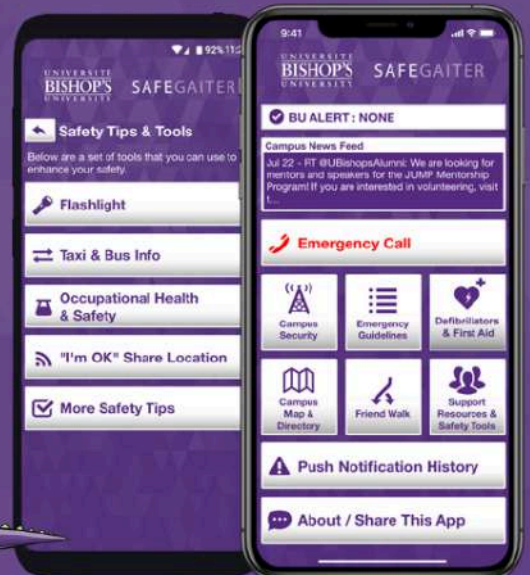 92% 11:2
UNIVERSITÉ
BISHOP'S
UNIVERSITY
SAFEGAITER
Safety Tips & Tools
Below are a set of tools that you can use to
enhance your safety.
Flashlight
Taxi & Bus Info
Occupational Health
& Safety
"I'm OK" Share Location
More Safety Tips
9:41
UNIVERSITÉ
BISHOP'S
UNIVERSITY
SAFEGAITER
BU ALERT: NONE
Campus News Feed
Jul 22 - RT @UBishopsAlumni: We are looking for
mentors and speakers for the JUMP Mentorship
Program! If you are interested in volunteering, visit
t...
Emergency Call
Campus
Security
Emergency
Guidelines
Defibrillators
& First Aid
Campus
Map &
Directory
Friend Walk
Support
Resources &
Safety Tools
Push Notification History
About / Share This App